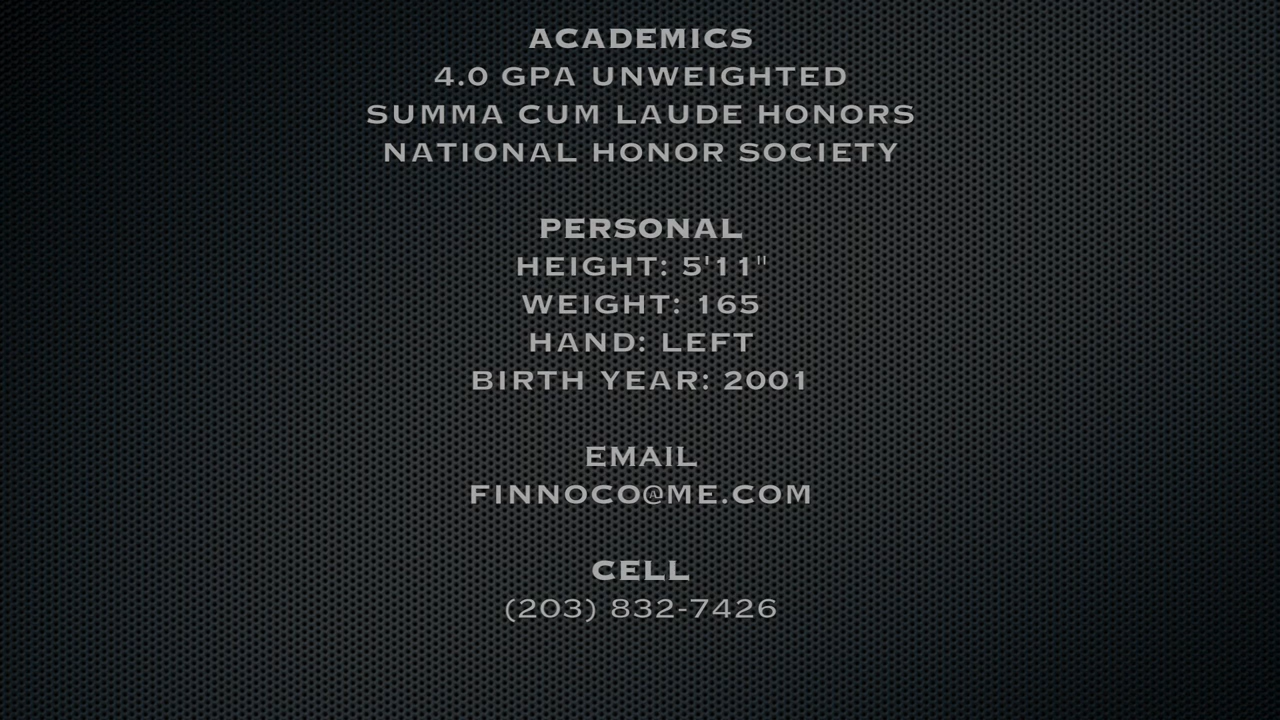 ACADEMICS
4.0 GPA UNWEIGHTED
SUMMA CUM LAUDE HONORS
NATIONAL HONOR SOCIETY
PERSONAL
HEIGHT: 5'11"
WEIGHT: 165
HAND: LEFT
BIRTH YEAR: 2001
EMAIL
FINNOCO@ME.COM
CELL
(203) 832-7426